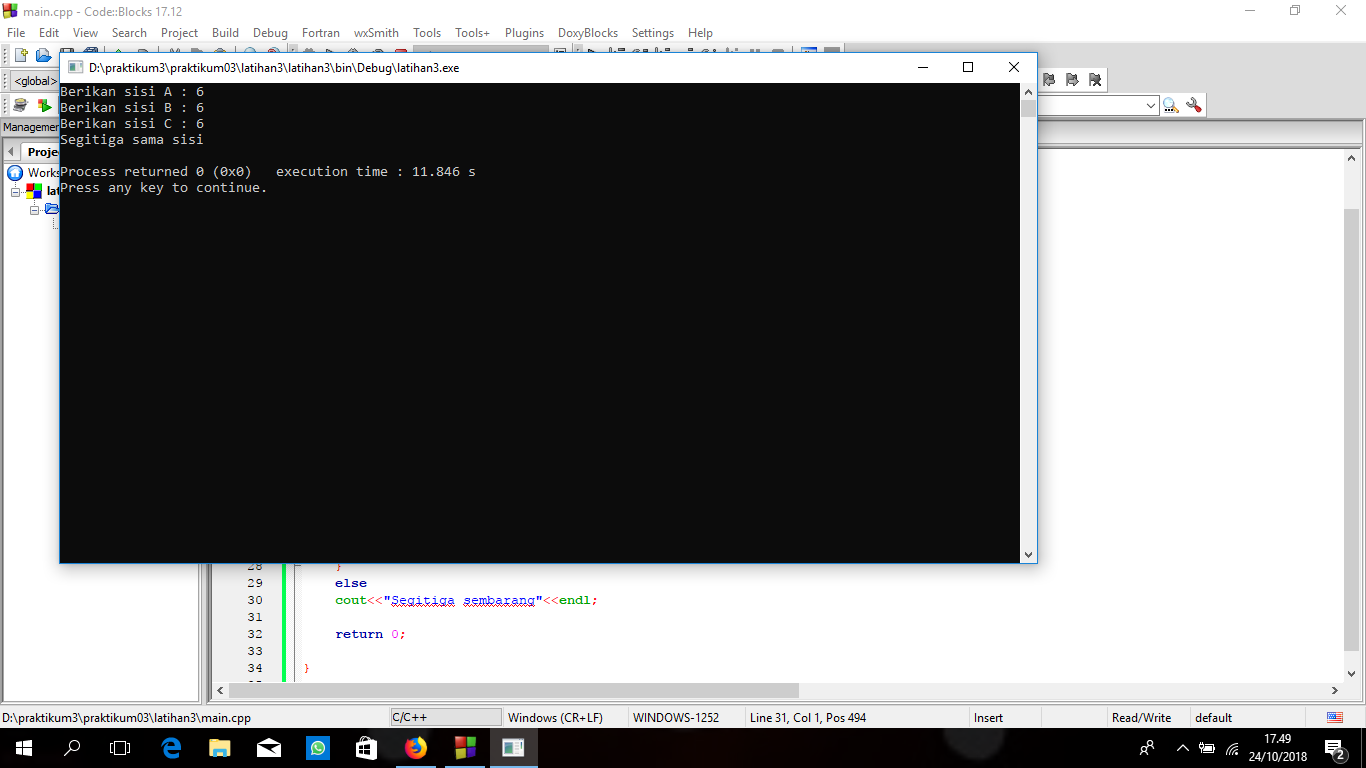 main.cpp - Code::Blocks 17.12
File Edit View Search Project Build Debug Fortran wxSmith Tools Tools+ Plugins DoxyBlocks Settings Help
D:\praktikum3\praktikum03\latihan3\latihan3\bin\Debug\latihan3.exe
<global>
Berikan sisi A : 6
Berikan sisi B : 6
Berikan sisi C : 6
Segitiga sama sisi
Process returned 0 (0x0)   execution time : 11.846 s
Press any key to continue.
Managemen
Proje
Works
lati
28 }
29 else
30 cout<<"Segitiga sembarang"<<endl;
31
32 return 0;
33
34 }
D:\praktikum3\praktikum03\latihan3\main.cpp C/C++ Windows (CR+LF) WINDOWS-1252 Line 31, Col 1, Pos 494 Insert Read/Write default
17.49
24/10/2018
2